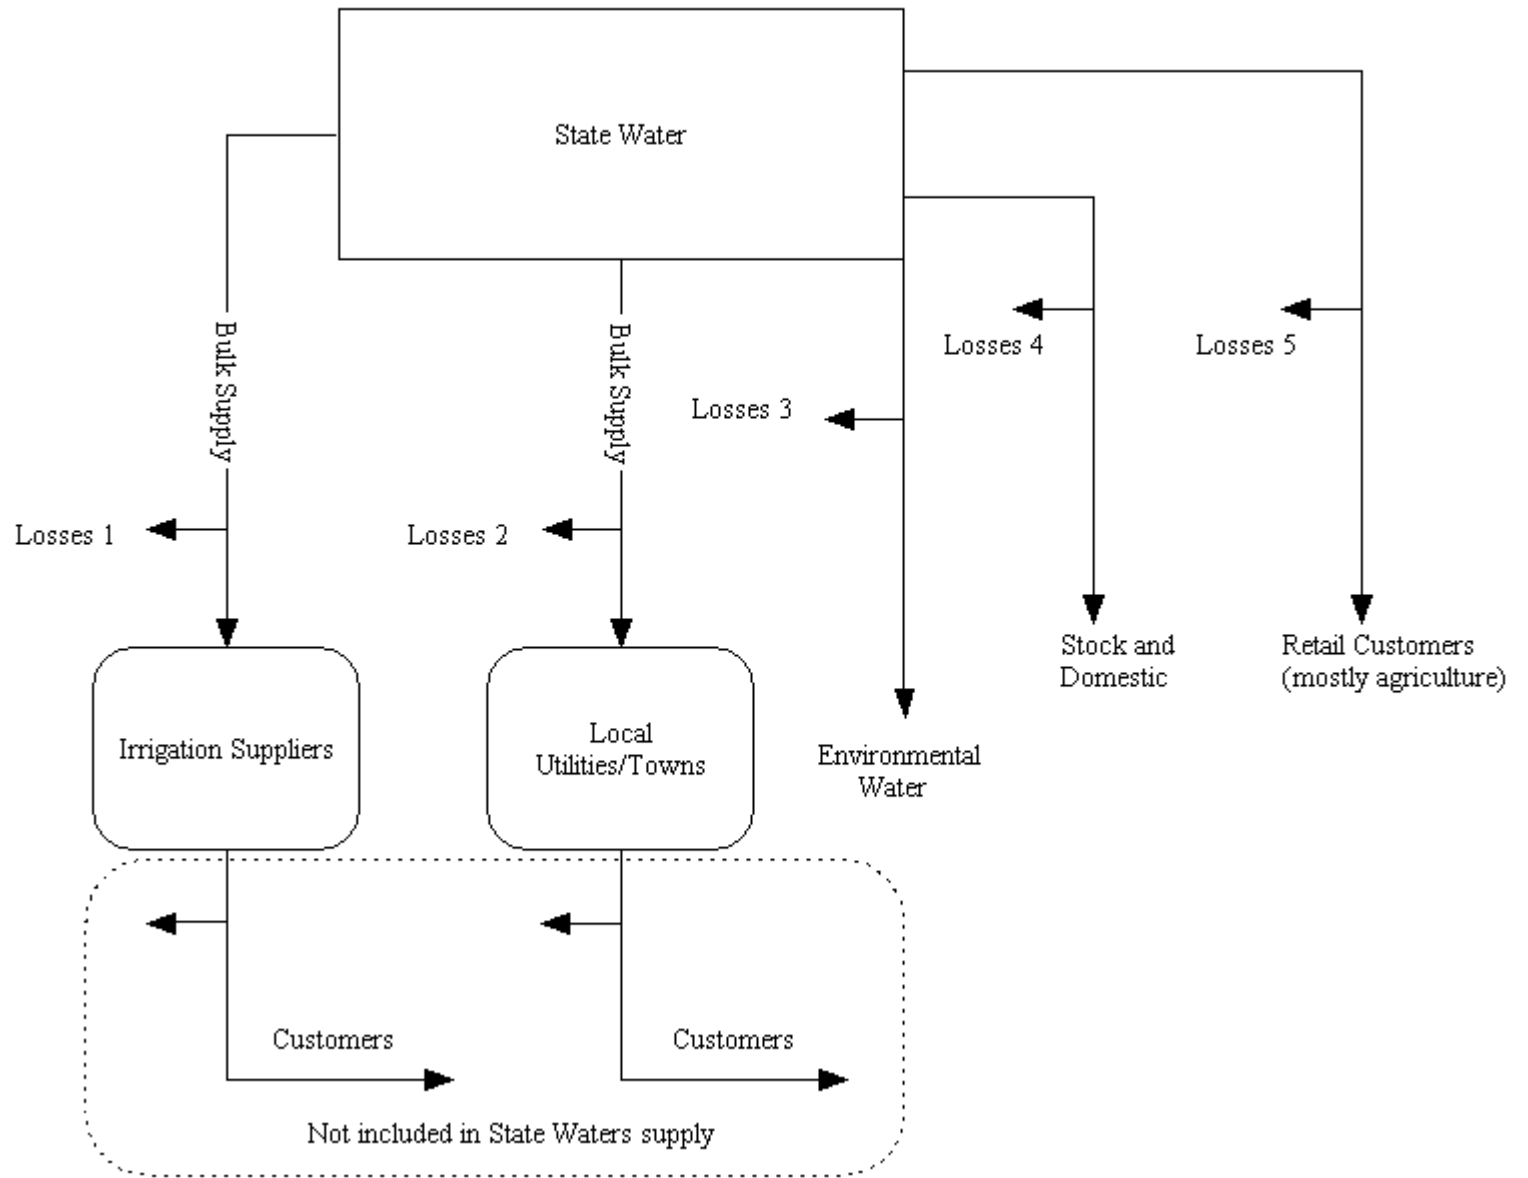 State Water
Bulk Supply
Bulk Supply
Losses 4
Losses 5
Losses 3
Losses 1
Losses 2
Stock and
Domestic
Retail Customers
(mostly agriculture)
Irrigation Suppliers
Local
Utilities/Towns
Environmental
Water
Customers
Customers
Not included in State Waters supply